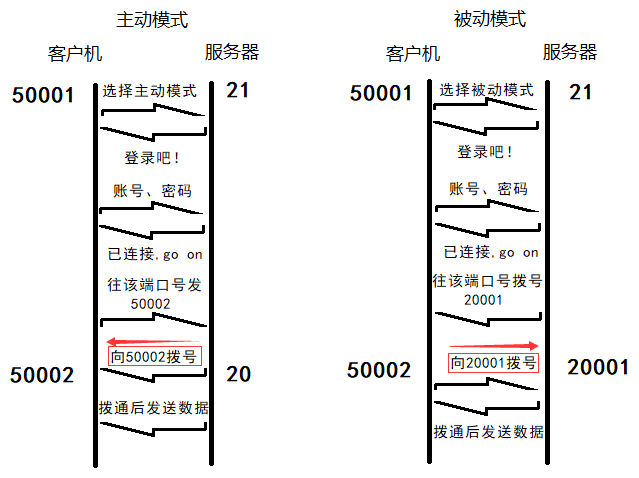 主动模式
客户机
服务器
50001
选择主动模式
21
登录吧!
账号、密码
已连接,go on
往该端口号发
50002
向50002拨号
50002
20
拨通后发送数据
被动模式
客户机
服务器
50001
选择被动模式
21
登录吧!
账号、密码
已连接,go on
往该端口号拨号
20001
向20001拨号
50002
20001
拨通后发送数据